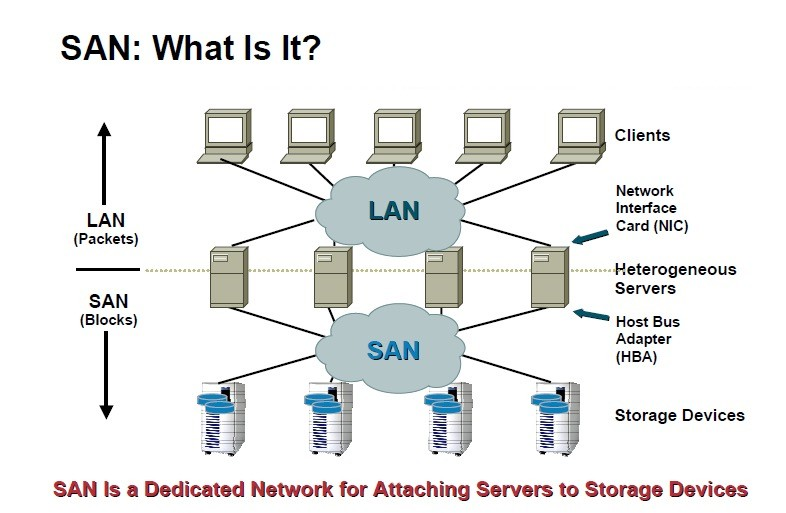 SAN: What Is It?
Clients
Network
Interface
Card (NIC)
LAN
LAN
(Packets)
Heterogeneous
Servers
SAN
(Blocks)
Host Bus
Adapter
(HBA)
SAN
Storage Devices
SAN Is a Dedicated Network for Attaching Servers to Storage Devices